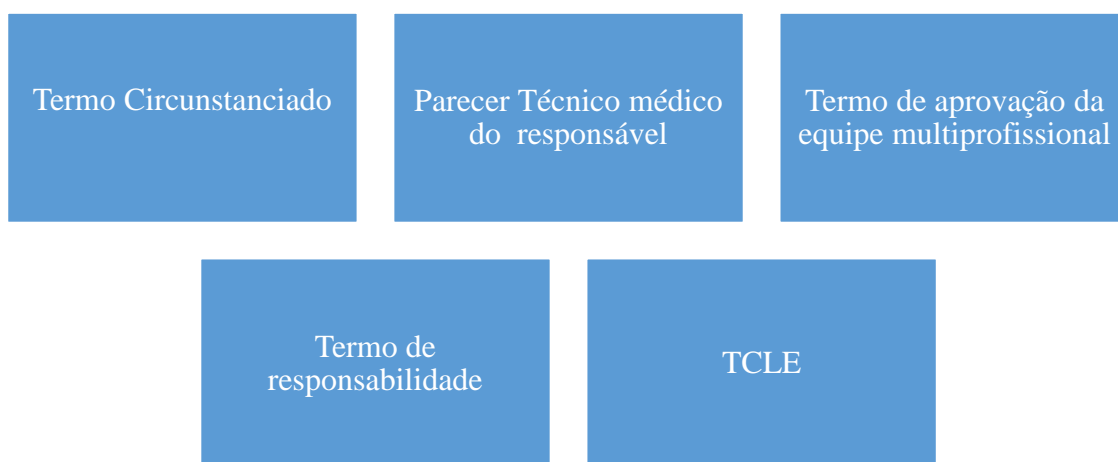 Termo Circunstanciado
Parecer Técnico médico
do responsável
Termo de aprovação da
equipe multiprofissional
Termo de
responsabilidade
TCLE